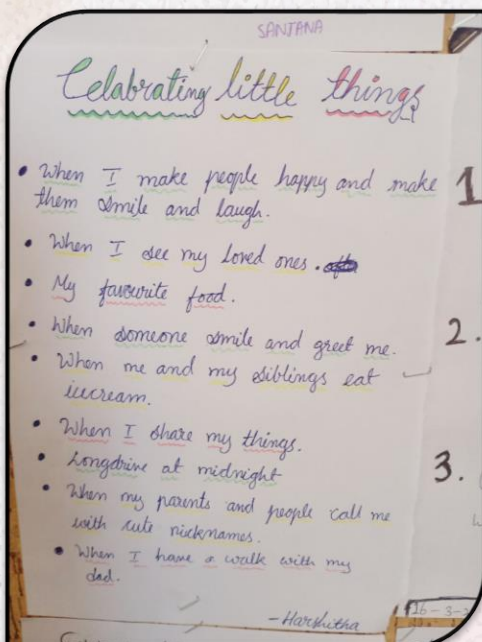 SANJANA
Celabrating little things
• When I make people happy and make
them smile and laugh.
• When I see my loved ones.
• My favourite food.
• When someone smile and greet me.
• When me and my siblings eat
icecream.
• When I share my things.
• Longdrive at midnight
• When my parents and people call me
with cute nicknames.
• When I have a walk with my
dad.
-Harshitha
1
2.
3.